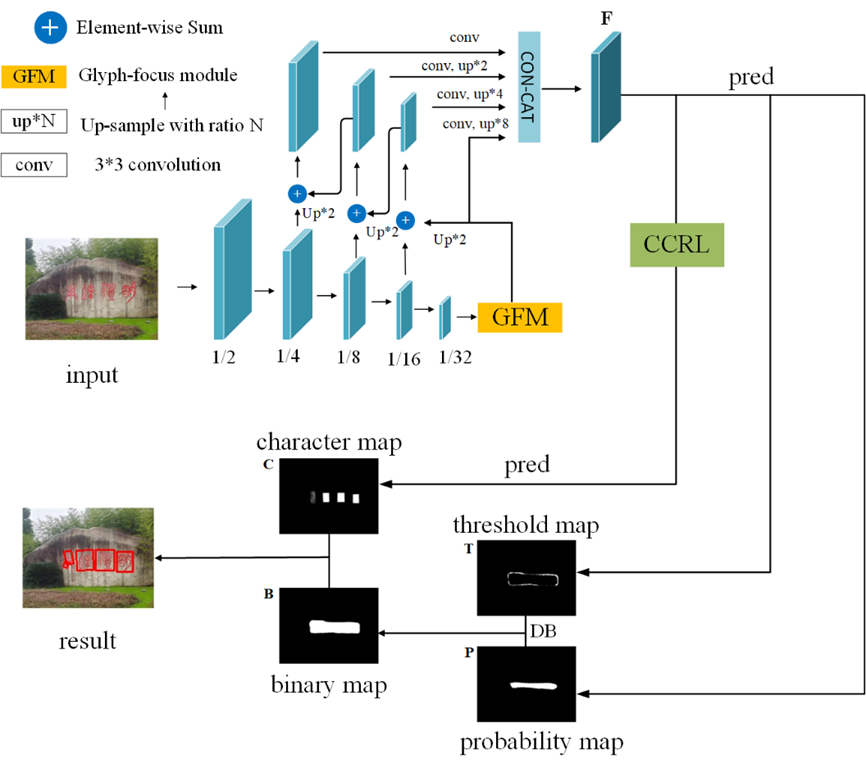 Element-wise Sum
GFM
Glyph-focus module
up*N
Up-sample with ratio N
conv
3*3 convolution
conv
conv, up*2
conv, up*4
conv, up*8
CON-CAT
F
pred
Up*2
Up*2
Up*2
CCRL
GFM
input
1/2
1/4
1/8
1/16
1/32
character map
C
pred
threshold map
T
result
B
DB
binary map
P
probability map